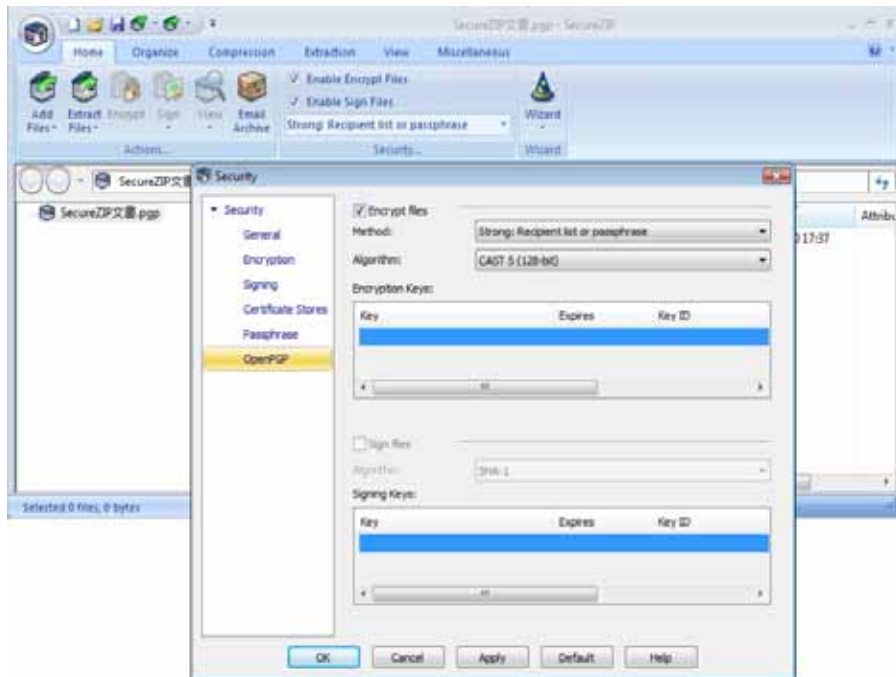 SecureZIP文書.pgp - SecureZIP
Home Organize Compression Extraction View Miscellaneous
Add Files Extract Files Encrypt Sign View Email Archive
Enable Encrypt Files
Enable Sign Files
Strong: Recipient list or passphrase
Wizard
Actions... Security... Wizard
SecureZIP文書
SecureZIP文書.pgp
Attribu
17:37
Security
Security
General
Encryption
Signing
Certificate Stores
Passphrase
OpenPGP
Encrypt files
Method: Strong: Recipient list or passphrase
Algorithm: CAST 5 (128-bit)
Encryption Keys:
Key Expires Key ID
Sign files
Algorithm: SHA-1
Signing Keys:
Key Expires Key ID
OK Cancel Apply Default Help
Selected 0 files, 0 bytes